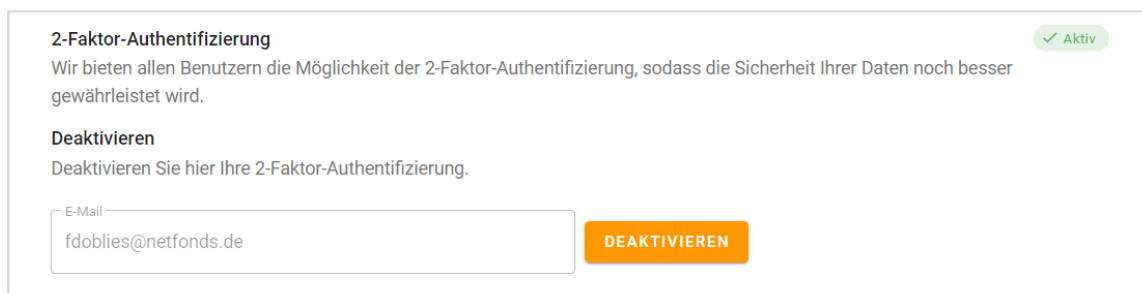 2-Faktor-Authentifizierung
Aktiv
Wir bieten allen Benutzern die Möglichkeit der 2-Faktor-Authentifizierung, sodass die Sicherheit Ihrer Daten noch besser
gewährleistet wird.
Deaktivieren
Deaktivieren Sie hier Ihre 2-Faktor-Authentifizierung.
E-Mail
fdoblies@netfonds.de
DEAKTIVIEREN